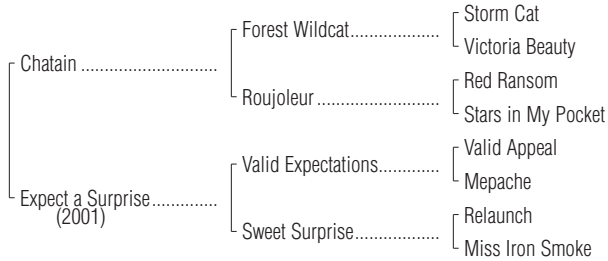 Storm Cat
Forest Wildcat..................
Victoria Beauty
Chatain ............................
Red Ransom
Roujoleur .........................
Stars in My Pocket
Valid Appeal
Valid Expectations.............
Mepache
Expect a Surprise.............
(2001)
Relaunch
Sweet Surprise.................
Miss Iron Smoke